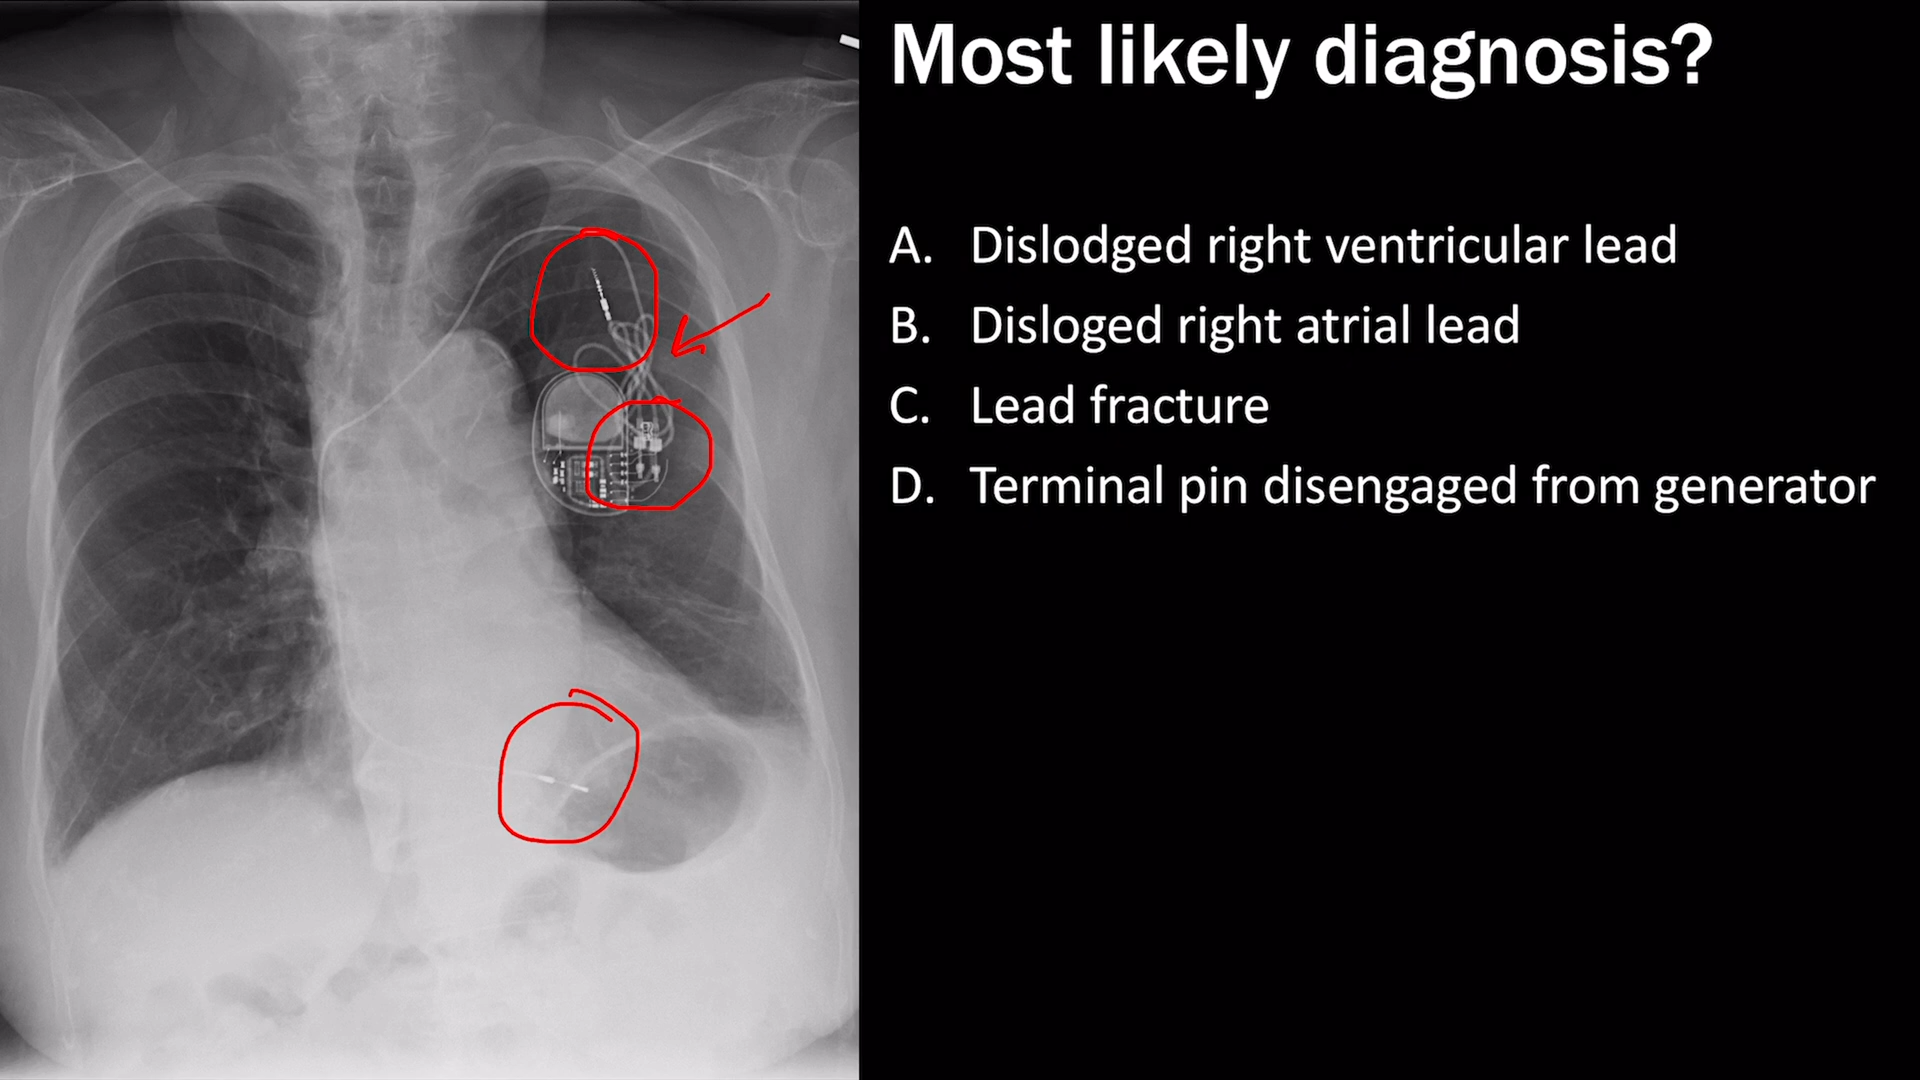 Most likely diagnosis?
A. Dislodged right ventricular lead
B. Disloged right atrial lead
C. Lead fracture
D. Terminal pin disengaged from generator